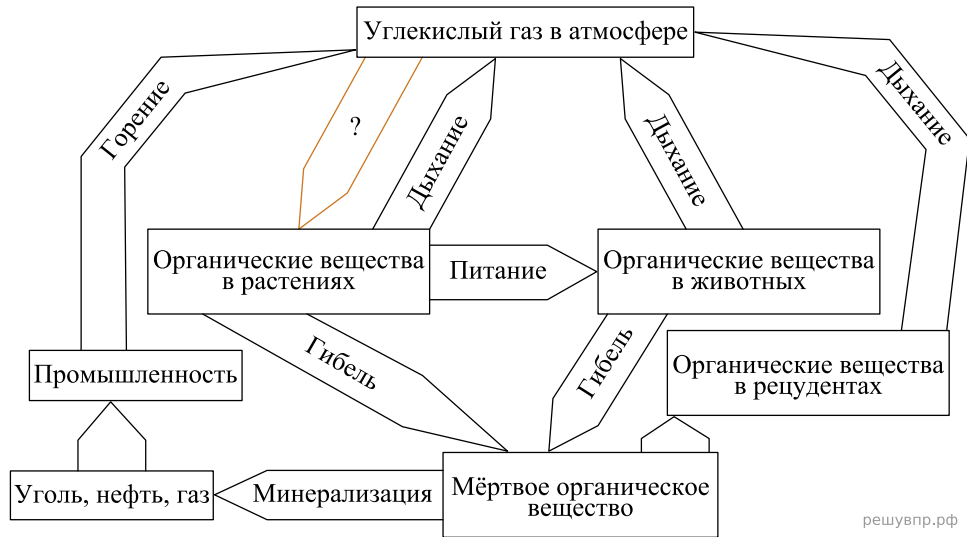 Углекислый газ в атмосфере
Горение
?
Дыхание
Дыхание
Дыхание
Органические вещества
в растениях
Питание
Органические вещества
в животных
Гибель
Гибель
Промышленность
Органические вещества
в рецудентах
Уголь, нефть, газ
Минерализация
Мёртвое органическое
вещество
решувпр.рф